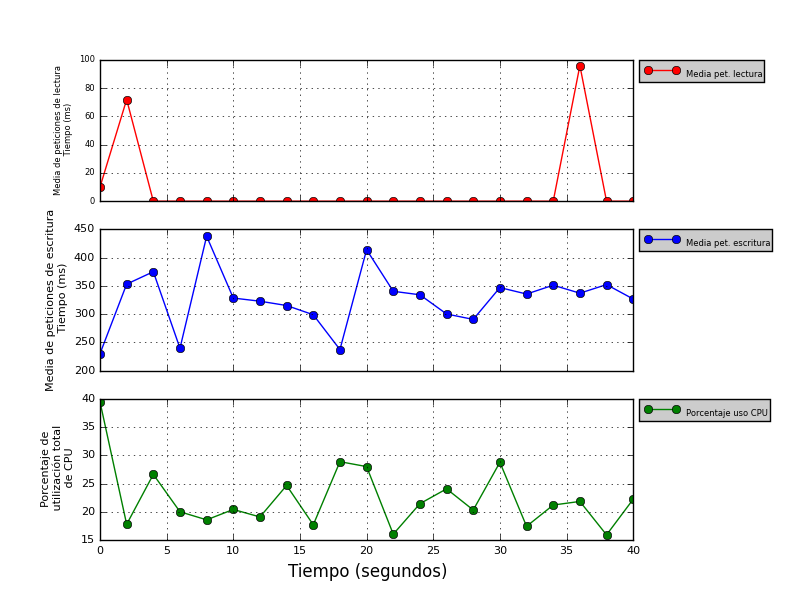 Media de peticiones de lectura
Tiempo (ms)
100
80
60
40
20
0
Media pet. lectura
Media de peticiones de escritura
Tiempo (ms)
450
400
350
300
250
200
Media pet. escritura
Porcentaje de
utilización total
de CPU
40
35
30
25
20
15
Porcentaje uso CPU
0
5
10
15
20
25
30
35
40
Tiempo (segundos)